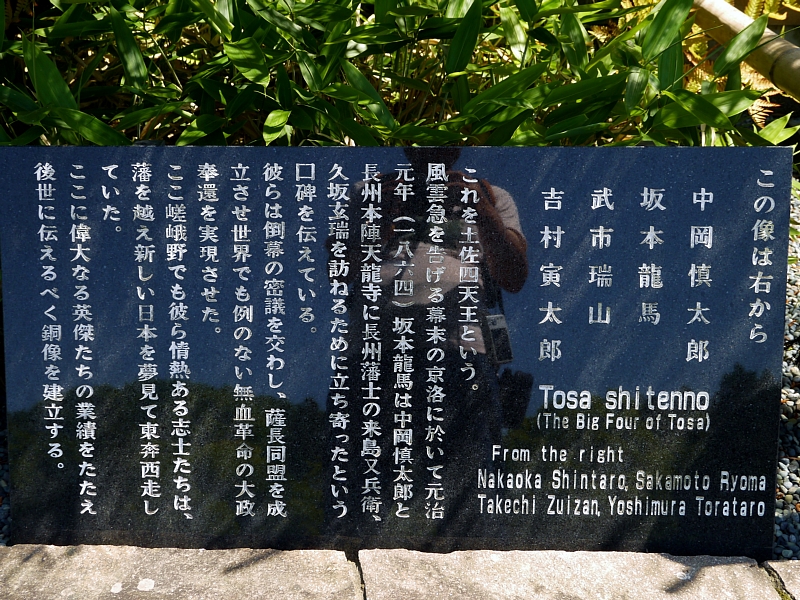 この像は右から
中岡慎太郎
坂本龍馬
武市瑞山
吉村寅太郎
これを土佐四天王という。
風雲急を告げる幕末の京洛に於いて元治
元年（一八六四）坂本龍馬は中岡慎太郎と
長州本陣天龍寺に長州藩士の来島又兵衛、
久坂玄瑞を訪ねるために立ち寄ったという
口碑を伝えている。
彼らは倒幕の密議を交わし、薩長同盟を成
立させ世界でも例のない無血革命の大政
奉還を実現させた。
ここ嵯峨野でも彼ら情熱ある志士たちは、
藩を越え新しい日本を夢見て東奔西走し
ていた。
ここに偉大なる英傑たちの業績をたたえ
後世に伝えるべく銅像を建立する。
Tosa shitenno
(The Big Four of Tosa)
From the right
Nakaoka Shintaro, Sakamoto Ryoma
Takechi Zuizan, Yoshimura Torataro